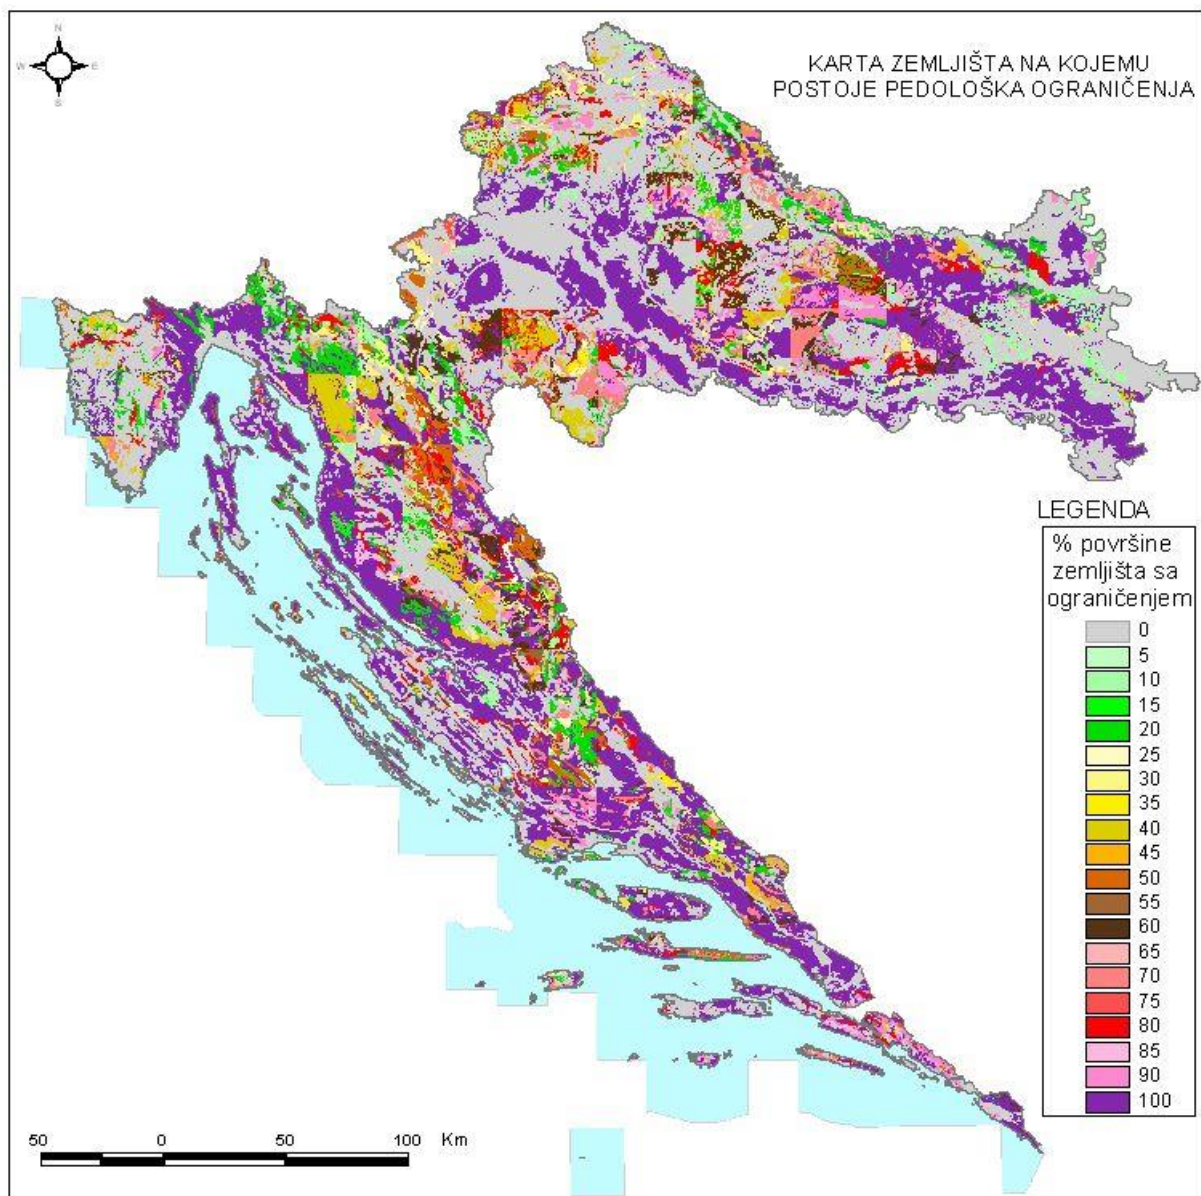 N
W E
S
KARTA ZEMLJIŠTA NA KOJEMU
POSTOJE PEDOLOŠKA OGRANIČENJA
LEGENDA
% površine
zemljišta sa
ograničenjem
0
5
10
15
20
25
30
35
40
45
50
55
60
65
70
75
80
85
90
100
50 0 50 100 Km